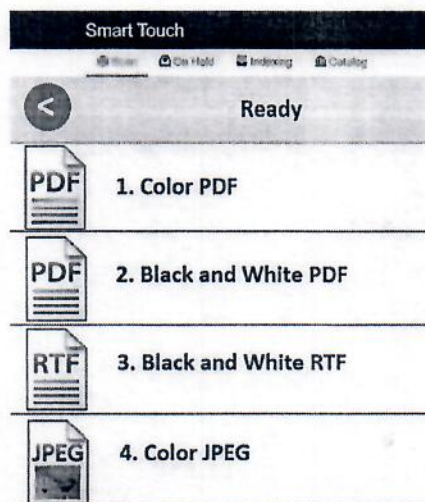 Smart Touch
Scan On Hold Indexing Catalog
< Ready
PDF 1. Color PDF
PDF 2. Black and White PDF
RTF 3. Black and White RTF
JPEG 4. Color JPEG